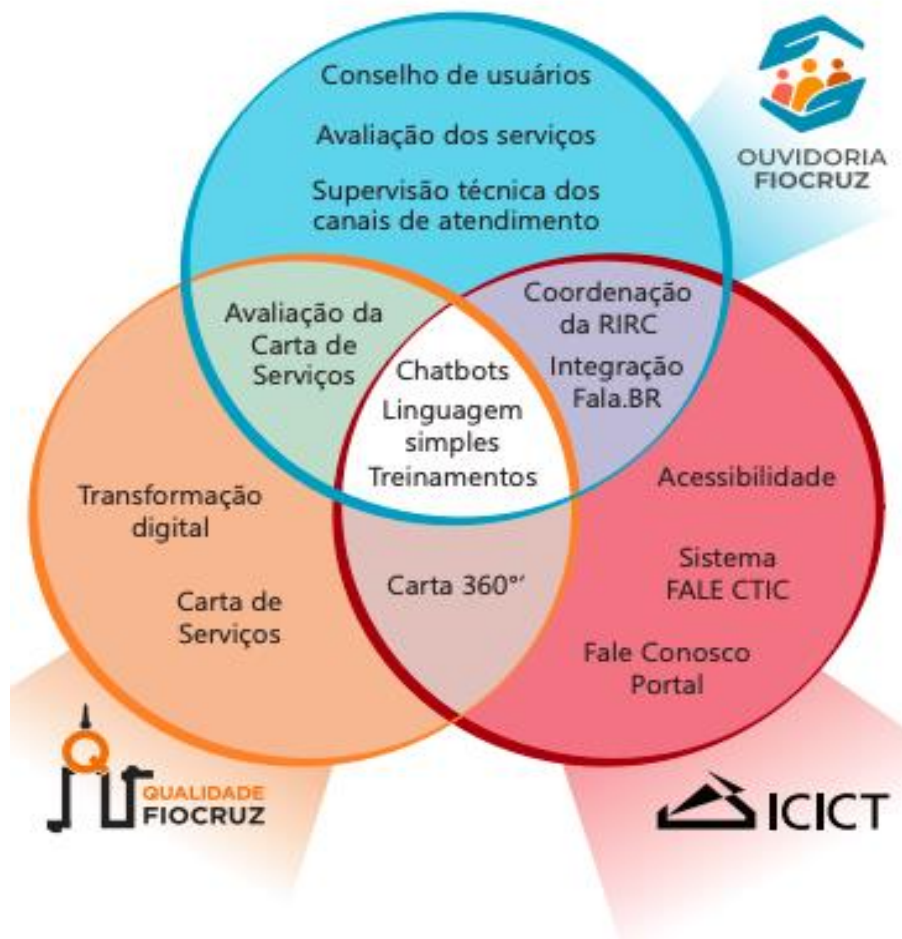 Conselho de usuários
Avaliação dos serviços
Supervisão técnica dos
canais de atendimento
OUVIDORIA
FIOCRUZ
Avaliação da
Carta de
Serviços
Chatbots
Linguagem
simples
Treinamentos
Coordenação
da RIRC
Integração
Fala.BR
Transformação
digital
Carta de
Serviços
Carta 360°′
Acessibilidade
Sistema
FALE CTIC
Fale Conosco
Portal
Q
QUALIDADE
FIOCRUZ
ICICT